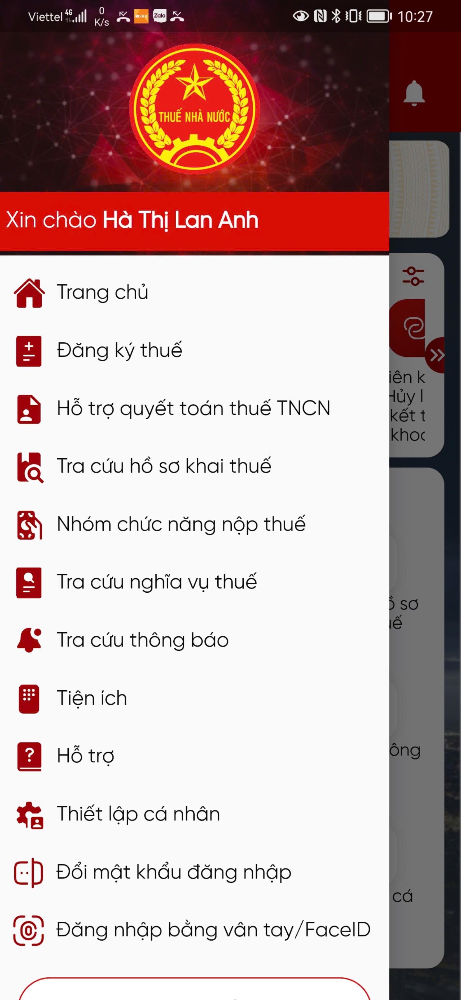 Viettel 4G 0 K/s MSHB Zalo 10:27
THUẾ NHÀ NƯỚC
Xin chào Hà Thị Lan Anh
Trang chủ
Đăng ký thuế
Hỗ trợ quyết toán thuế TNCN
Tra cứu hồ sơ khai thuế
Nhóm chức năng nộp thuế
Tra cứu nghĩa vụ thuế
Tra cứu thông báo
Tiện ích
Hỗ trợ
Thiết lập cá nhân
Đổi mật khẩu đăng nhập
Đăng nhập bằng vân tay/FaceID
iên k
Hủy l
kết t
khoc
ồ sơ
uế
ông
cá